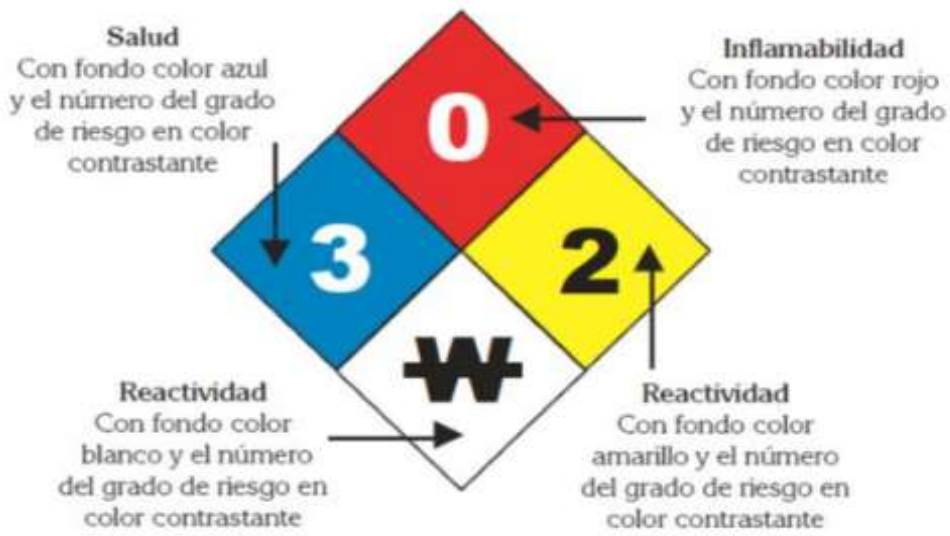 Salud
Con fondo color azul
y el número del grado
de riesgo en color
contrastante
Inflamabilidad
Con fondo color rojo
y el número del grado
de riesgo en color
contrastante
0
3
2
W
Reactividad
Con fondo color
blanco y el número
del grado de riesgo en
color contrastante
Reactividad
Con fondo color
amarillo y el número
del grado de riesgo en
color contrastante